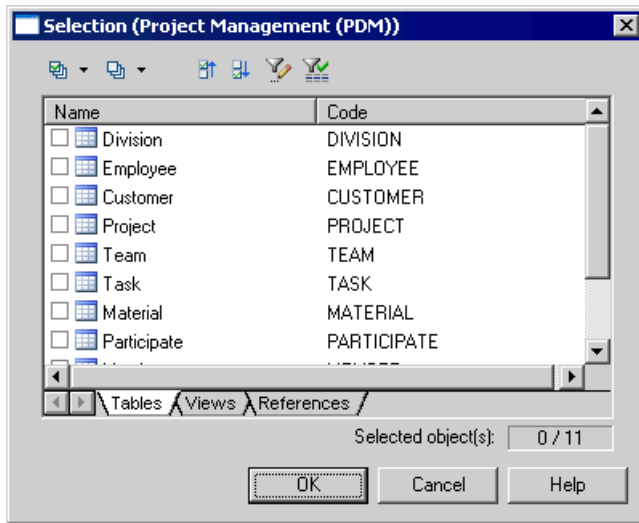 Selection (Project Management (PDM))
Name Code
Division DIVISION
Employee EMPLOYEE
Customer CUSTOMER
Project PROJECT
Team TEAM
Task TASK
Material MATERIAL
Participate PARTICIPATE
Tables Views References
Selected object(s): 0 / 11
OK Cancel Help